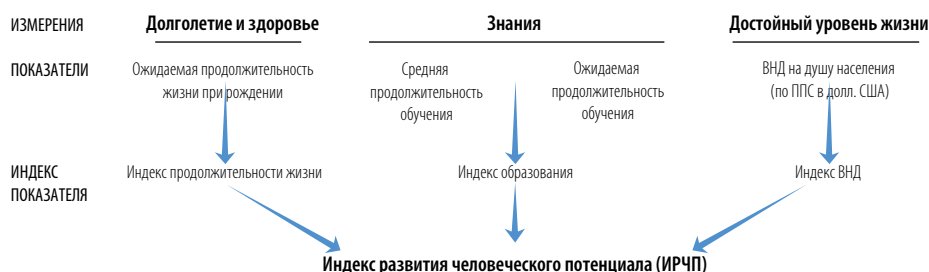 ИЗМЕРЕНИЯ Долголетие и здоровье Знания Достойный уровень жизни
ПОКАЗАТЕЛИ
Ожидаемая продолжительность
жизни при рождении
Средняя
продолжительность
обучения
Ожидаемая
продолжительность
обучения
ВНД на душу населения
(по ППС в долл. США)
ИНДЕКС
ПОКАЗАТЕЛЯ
Индекс продолжительности жизни
Индекс образования
Индекс ВНД
Индекс развития человеческого потенциала (ИРЧП)